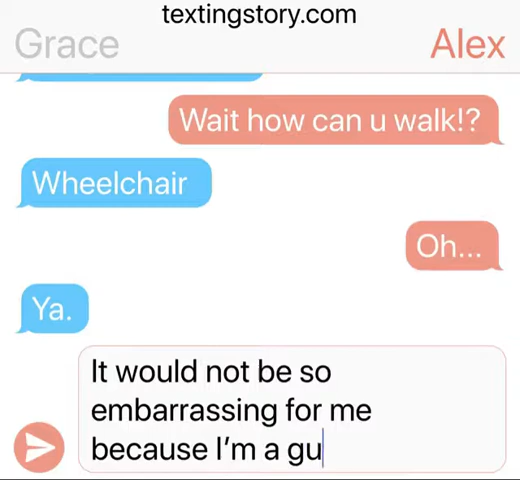 textingstory.com
Grace
Alex
Wait how can u walk!?
Wheelchair
Oh...
Ya.
It would not be so
embarrassing for me
because I'm a gu